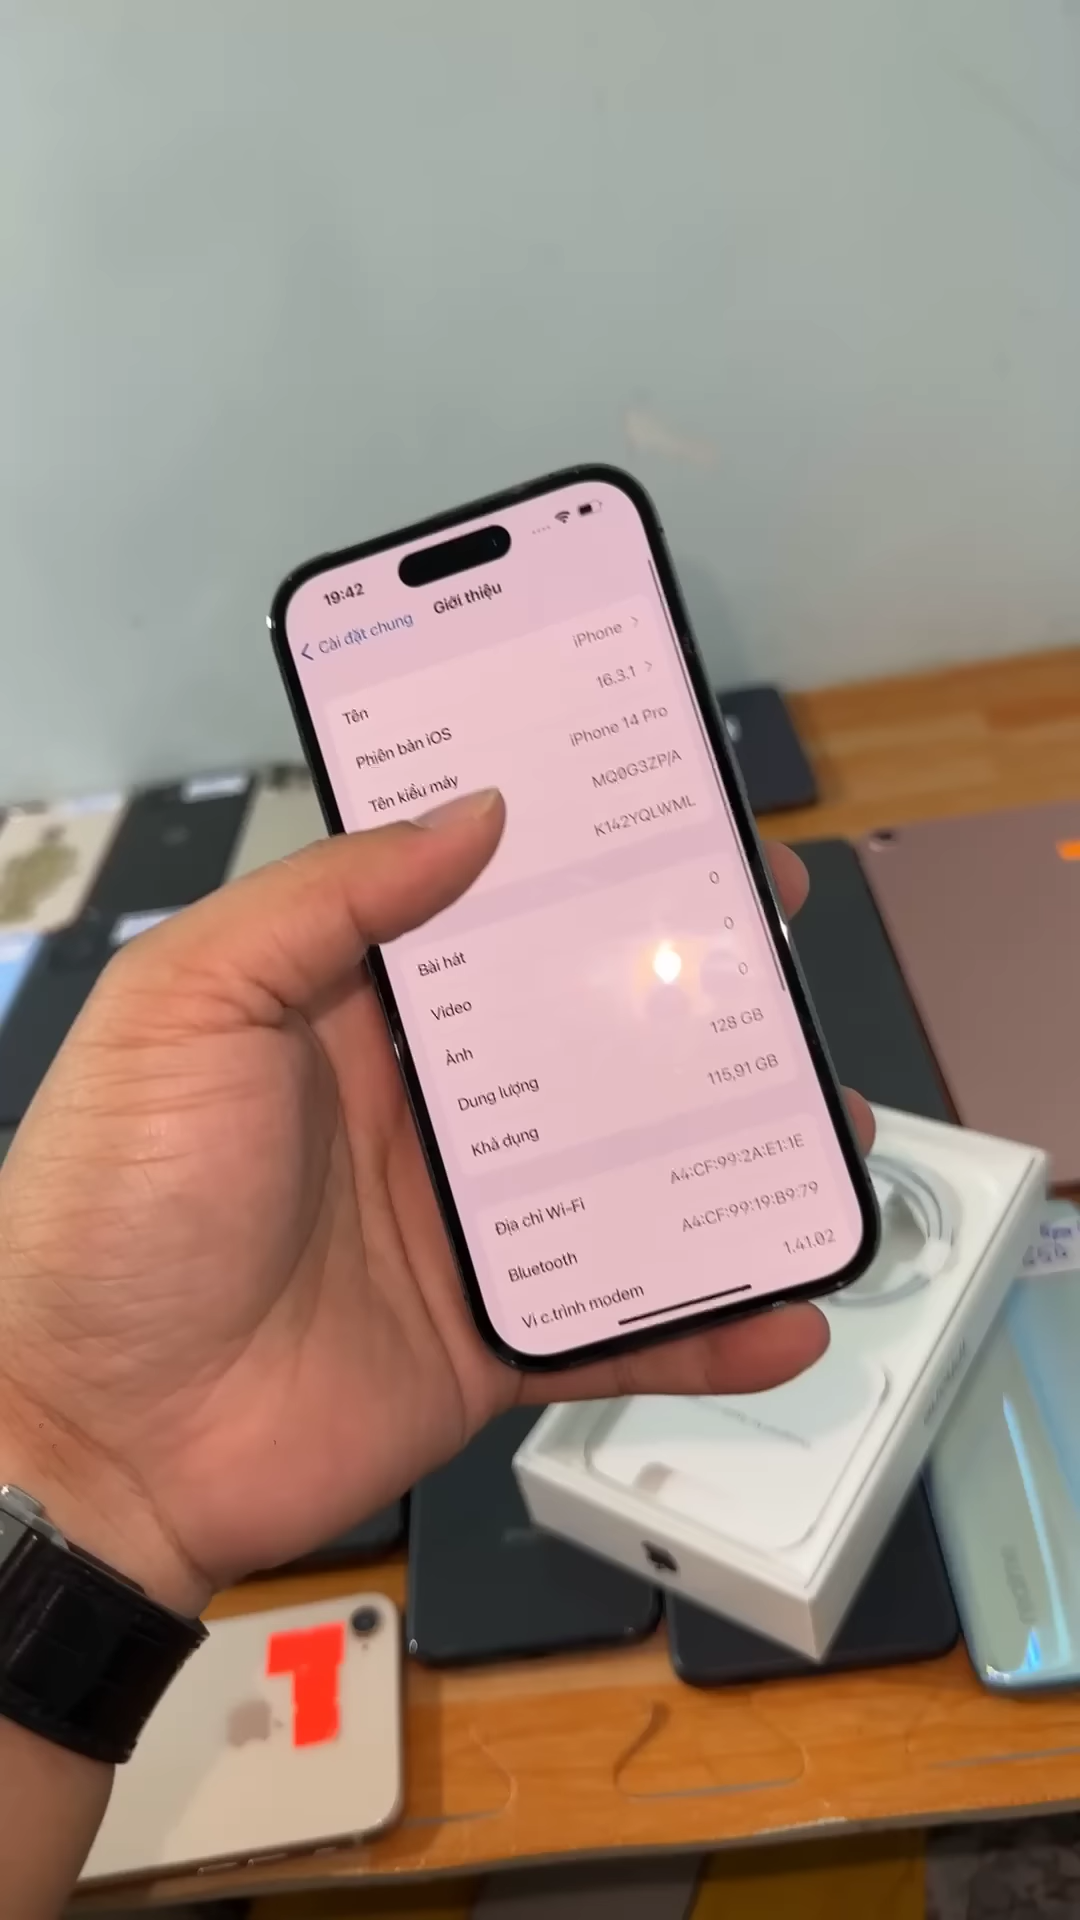 19:42
Cài đặt chung
Giới thiệu
Tên
iPhone
Phiên bản iOS
16.3.1
Tên kiểu máy
iPhone 14 Pro
MQ0G3ZP/A
K142YQLWML
Bài hát
0
Video
0
Ảnh
0
Dung lượng
128 GB
Khả dụng
115,91 GB
Địa chỉ Wi-Fi
A4:CF:99:2A:E1:1E
Bluetooth
A4:CF:99:19:B9:79
Vi c.trình modem
1.41.02